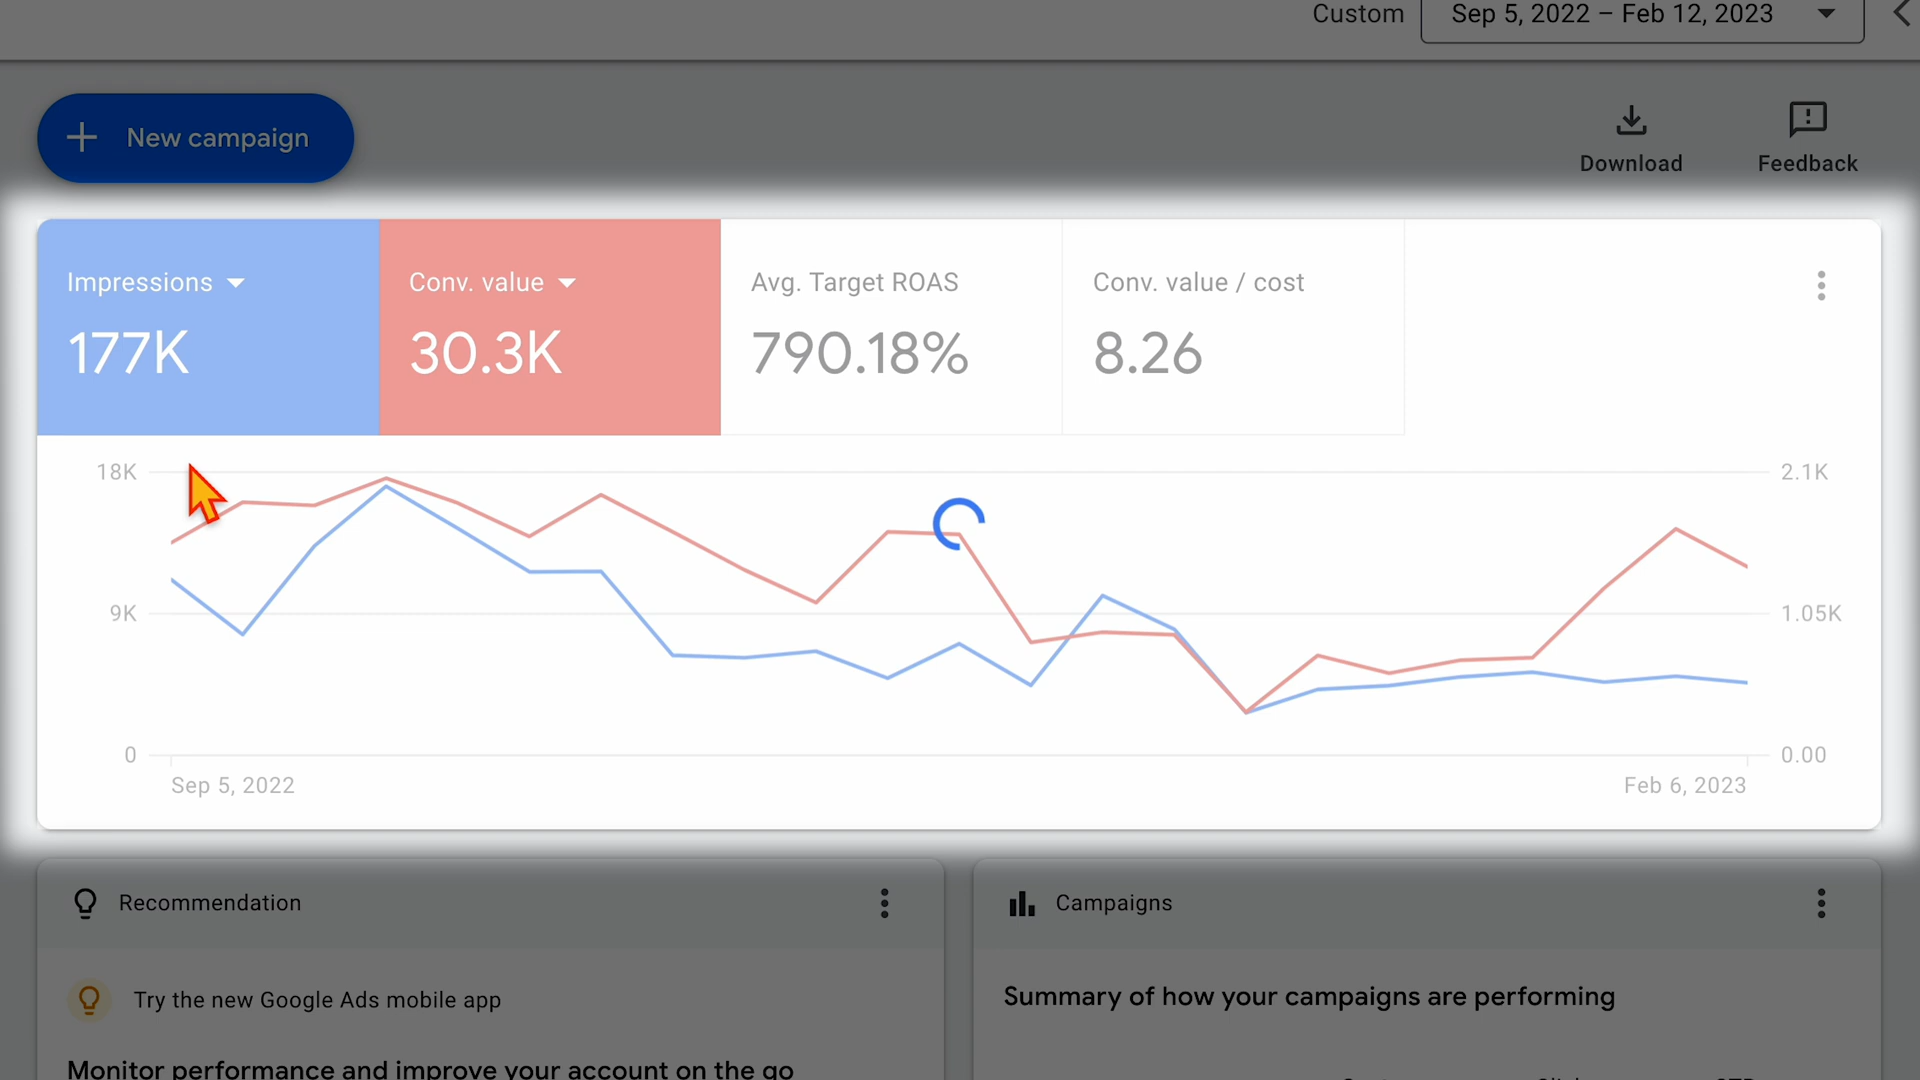 Custom
Sep 5, 2022 – Feb 12, 2023
New campaign
Download
Feedback
Impressions
Conv. value
Avg. Target ROAS
Conv. value / cost
177K
30.3K
790.18%
8.26
18K
2.1K
9K
1.05K
0
0.00
Sep 5, 2022
Feb 6, 2023
Recommendation
Campaigns
Try the new Google Ads mobile app
Summary of how your campaigns are performing
Monitor performance and improve your account on the go